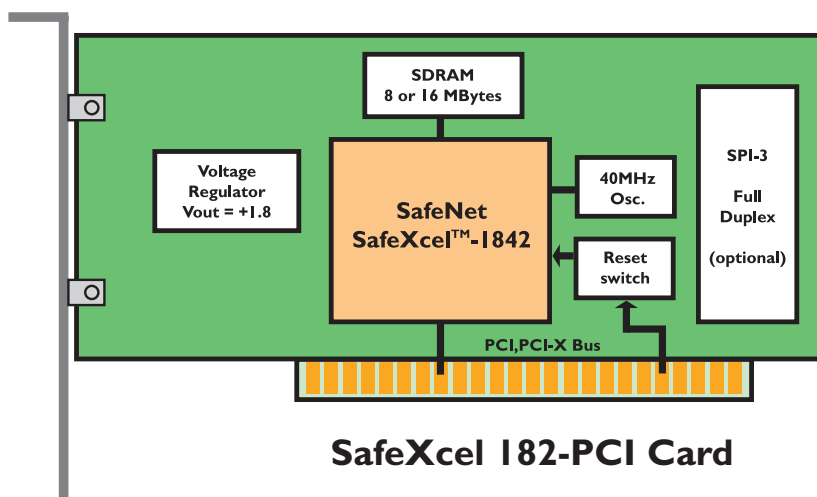 SDRAM
8 or 16 MBytes
Voltage
Regulator
Vout = +1.8
SafeNet
SafeXcel™-1842
40MHz
Osc.
Reset
switch
SPI-3
Full
Duplex
(optional)
PCI,PCI-X Bus
SafeXcel 182-PCI Card